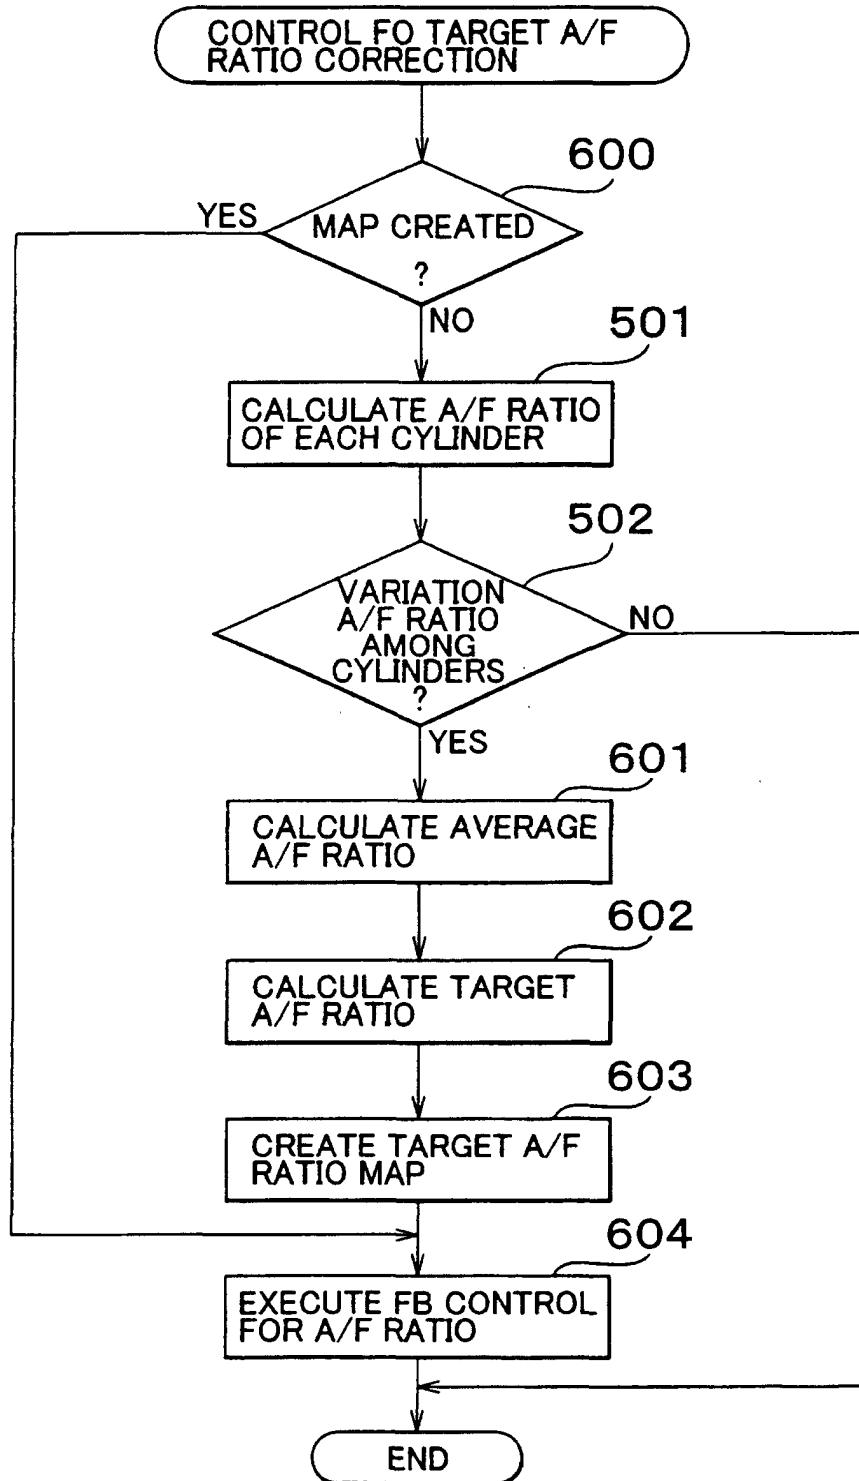 CONTROL FO TARGET A/F
RATIO CORRECTION
600
YES
MAP CREATED
?
NO
501
CALCULATE A/F RATIO
OF EACH CYLINDER
502
VARIATION
A/F RATIO
AMONG
CYLINDERS
?
NO
YES
601
CALCULATE AVERAGE
A/F RATIO
602
CALCULATE TARGET
A/F RATIO
603
CREATE TARGET A/F
RATIO MAP
604
EXECUTE FB CONTROL
FOR A/F RATIO
END